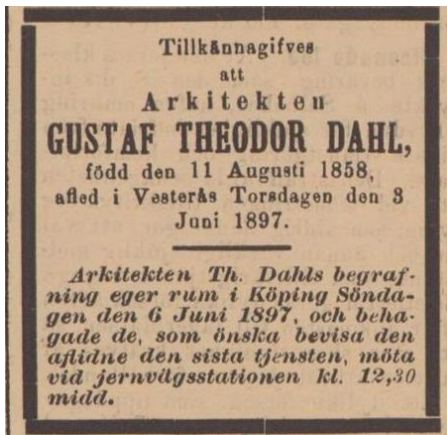 Tillkännagifves
att
Arkitekten
GUSTAF THEODOR DAHL,
född den 11 Augusti 1858,
afled i Vesterås Torsdagen den 3
Juni 1897.
Arkitekten Th. Dahls begraf-
ning eger rum i Köping Sönda-
gen den 6 Juni 1897, och beha-
gade de, som önska bevisa den
aflidne den sista tjensten, möta
vid jernvägsstationen kl. 12,30
midd.